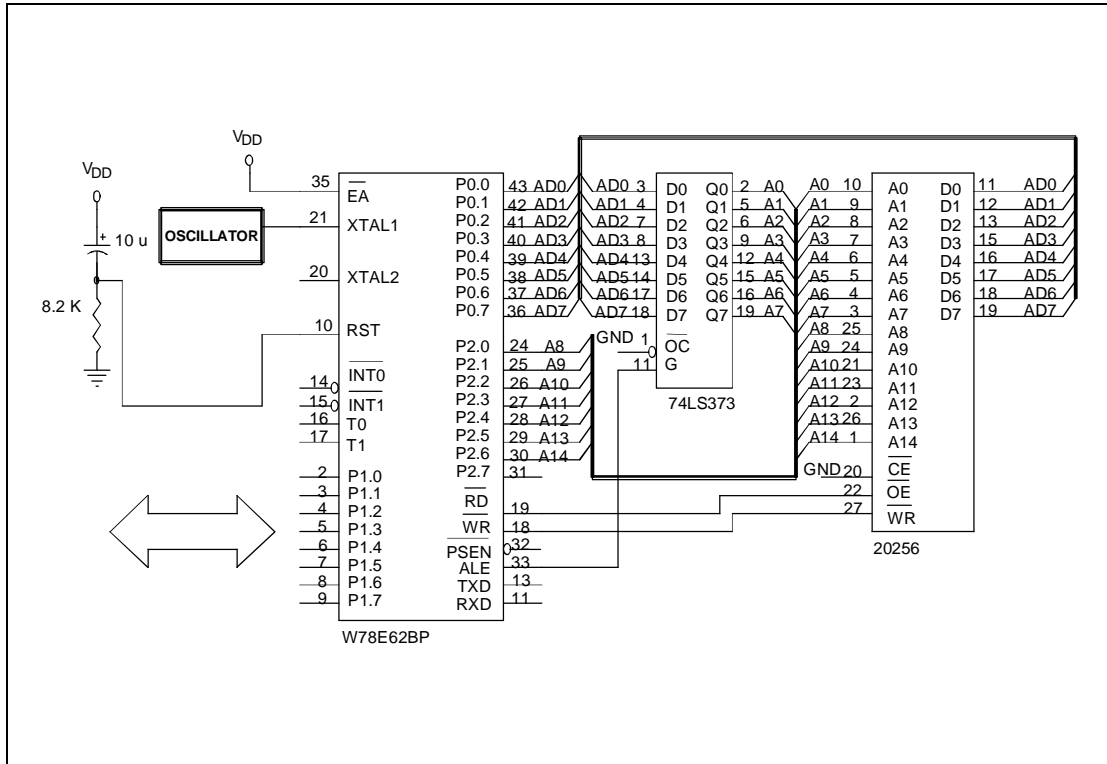 VDD
VDD
10 u
8.2 K
OSCILLATOR
35 EA
21 XTAL1
20 XTAL2
10 RST
14 INT0
15 INT1
16 T0
17 T1
2 P1.0
3 P1.1
4 P1.2
5 P1.3
6 P1.4
7 P1.5
8 P1.6
9 P1.7
P0.0 43 AD0
P0.1 42 AD1
P0.2 41 AD2
P0.3 40 AD3
P0.4 39 AD4
P0.5 38 AD5
P0.6 37 AD6
P0.7 36 AD7
P2.0 24 A8
P2.1 25 A9
P2.2 26 A10
P2.3 27 A11
P2.4 28 A12
P2.5 29 A13
P2.6 30 A14
P2.7 31
RD 19
WR 18
PSEN 32
ALE 33
TXD 13
RXD 11
W78E62BP
AD0 3 D0 Q0 2 A0
AD1 4 D1 Q1 5 A1
AD2 7 D2 Q2 6 A2
AD3 8 D3 Q3 9 A3
AD4 13 D4 Q4 12 A4
AD5 14 D5 Q5 15 A5
AD6 17 D6 Q6 16 A6
AD7 18 D7 Q7 19 A7
GND 1 OC
11 G
74LS373
A0 10 A0 D0 11 AD0
A1 9 A1 D1 12 AD1
A2 8 A2 D2 13 AD2
A3 7 A3 D3 15 AD3
A4 6 A4 D4 16 AD4
A5 5 A5 D5 17 AD5
A6 4 A6 D6 18 AD6
A7 3 A7 D7 19 AD7
A8 25 A8
A9 24 A9
A10 21 A10
A11 23 A11
A12 2 A12
A13 26 A13
A14 1 A14
GND 20 CE
22 OE
27 WR
20256